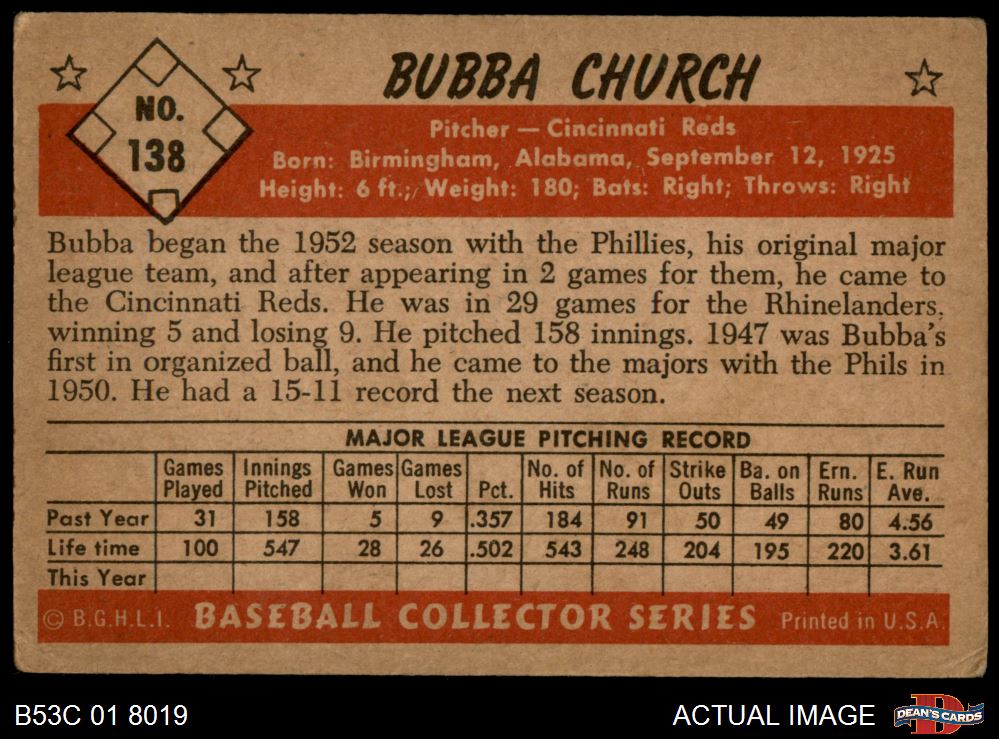 BUBBA CHURCH
NO.
138
Pitcher — Cincinnati Reds
Born: Birmingham, Alabama, September 12, 1925
Height: 6 ft.; Weight: 180; Bats: Right; Throws: Right
Bubba began the 1952 season with the Phillies, his original major
league team, and after appearing in 2 games for them, he came to
the Cincinnati Reds. He was in 29 games for the Rhinelanders,
winning 5 and losing 9. He pitched 158 innings. 1947 was Bubba's
first in organized ball, and he came to the majors with the Phils in
1950. He had a 15-11 record the next season.
MAJOR LEAGUE PITCHING RECORD
Games Innings Games Games No. of No. of Strike Ba. on Ern. E. Run
Played Pitched Won Lost Pct. Hits Runs Outs Balls Runs Ave.
Past Year 31 158 5 9 .357 184 91 50 49 80 4.56
Life time 100 547 28 26 .502 543 248 204 195 220 3.61
This Year
© B.G.H.L.I. BASEBALL COLLECTOR SERIES Printed in U.S.A.
B53C 01 8019 ACTUAL IMAGE DEAN'S CARDS